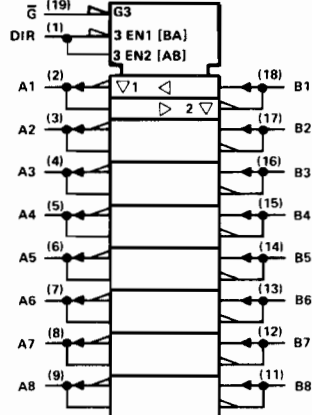 G̅ (19) G3
DIR (1) 3 EN1 [BA]
3 EN2 [AB]
A1 (2) ▽1 ◁ (18) B1
▷ 2 ▽
A2 (3) (17) B2
A3 (4) (16) B3
A4 (5) (15) B4
A5 (6) (14) B5
A6 (7) (13) B6
A7 (8) (12) B7
A8 (9) (11) B8